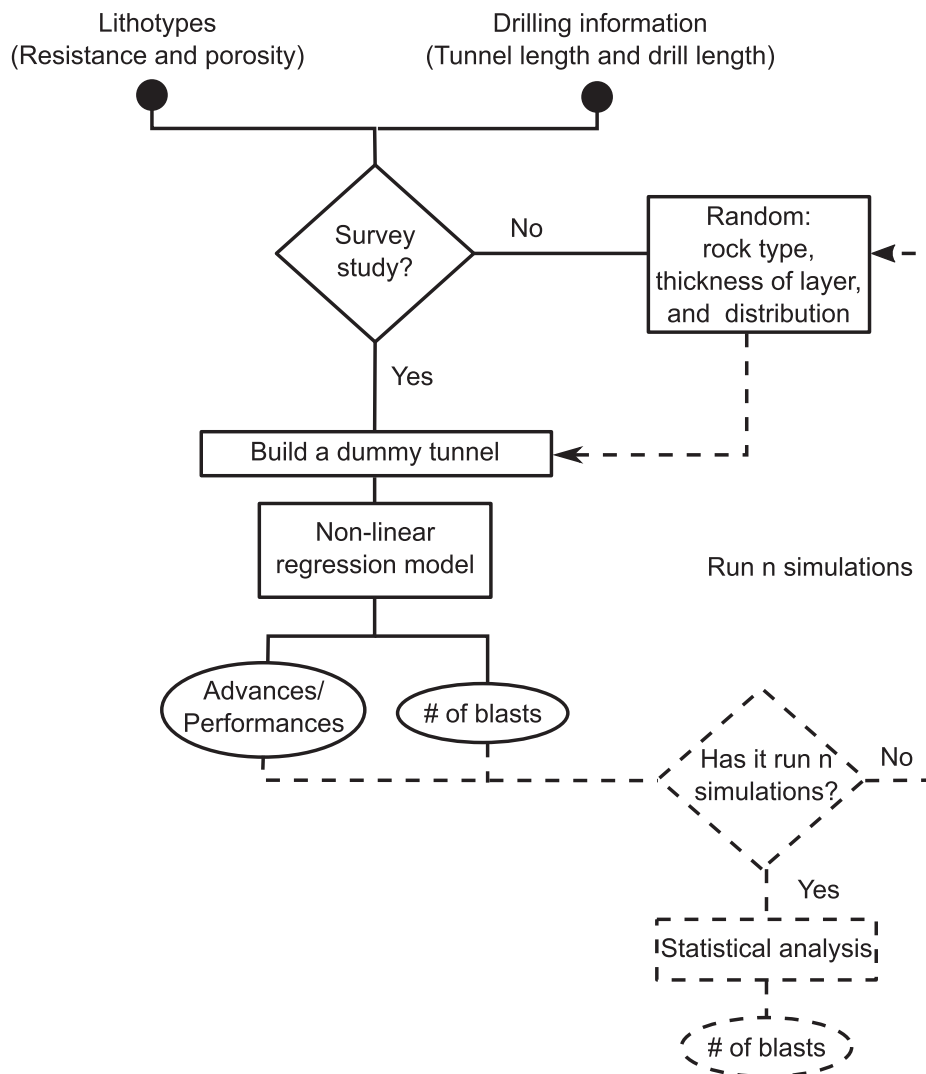 Lithotypes
(Resistance and porosity)
Drilling information
(Tunnel length and drill length)
Survey
study?
No
Random:
rock type,
thickness of layer,
and distribution
Yes
Build a dummy tunnel
Non-linear
regression model
Run n simulations
Advances/
Performances
# of blasts
Has it run n
simulations?
No
Yes
Statistical analysis
# of blasts